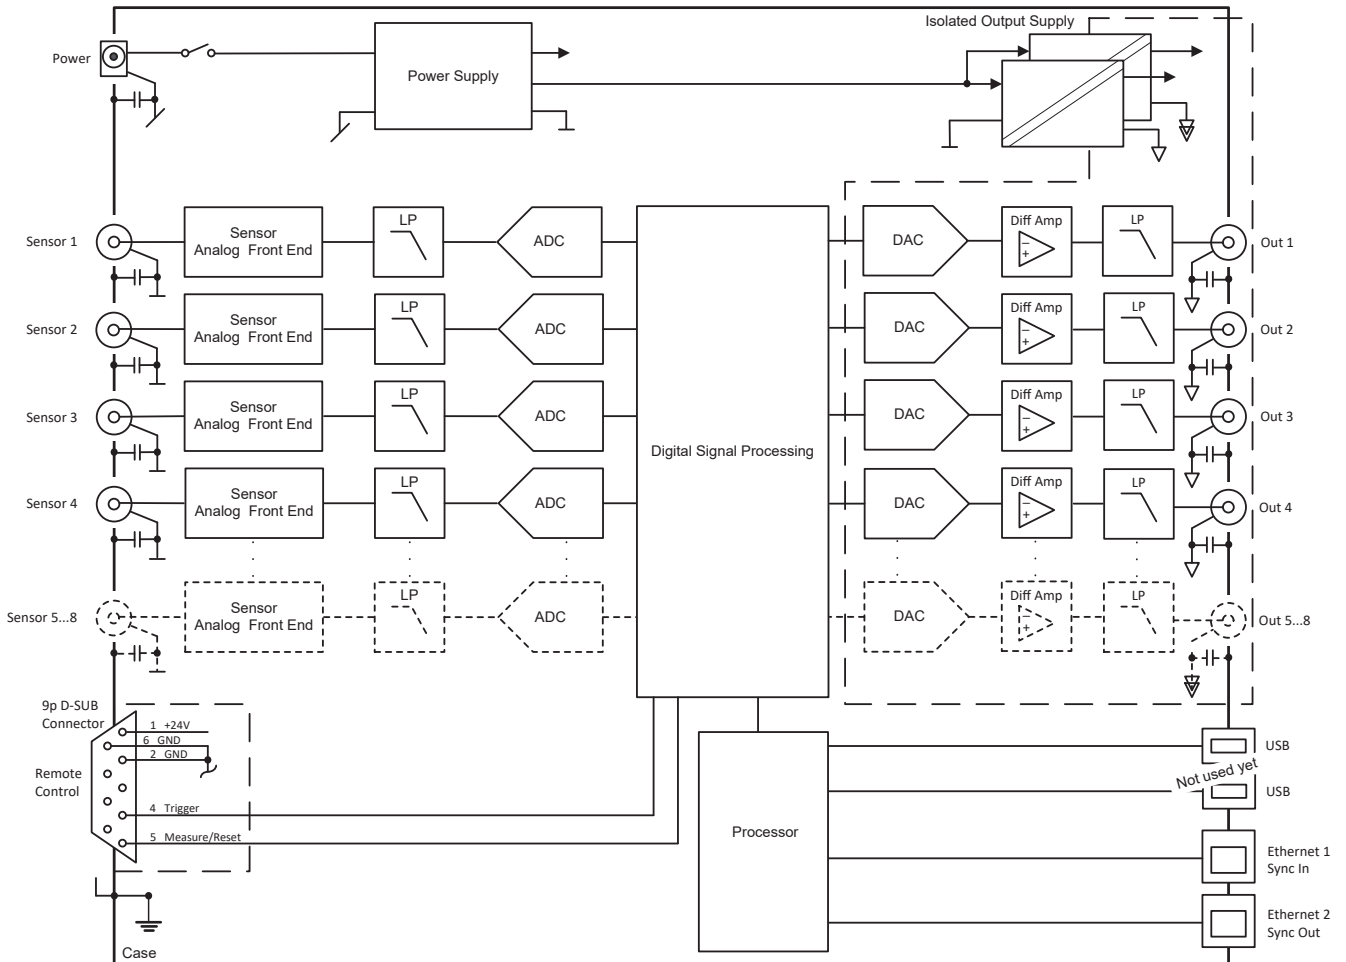 Isolated Output Supply
Power
Power Supply
Sensor 1
Sensor
Analog Front End
LP
ADC
DAC
Diff Amp
−
+
LP
Out 1
Sensor 2
Sensor
Analog Front End
LP
ADC
DAC
Diff Amp
−
+
LP
Out 2
Sensor 3
Sensor
Analog Front End
LP
ADC
DAC
Diff Amp
−
+
LP
Out 3
Digital Signal Processing
Sensor 4
Sensor
Analog Front End
LP
ADC
DAC
Diff Amp
−
+
LP
Out 4
Sensor 5...8
Sensor
Analog Front End
LP
ADC
DAC
Diff Amp
−
+
LP
Out 5...8
9p D-SUB
Connector
1 +24V
6 GND
2 GND
Remote
Control
4 Trigger
5 Measure/Reset
Processor
USB
Not used yet
USB
Ethernet 1
Sync In
Ethernet 2
Sync Out
Case